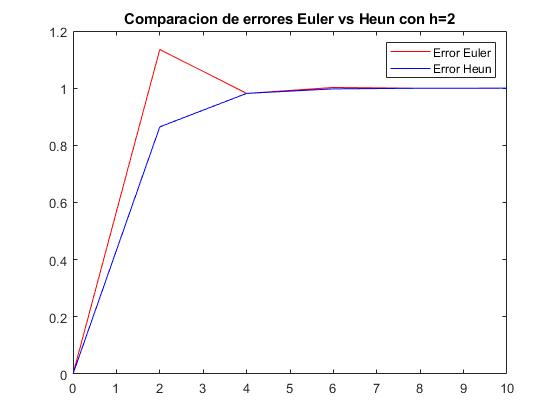 Comparacion de errores Euler vs Heun con h=2
Error Euler
Error Heun
1.2
1
0.8
0.6
0.4
0.2
0
0 1 2 3 4 5 6 7 8 9 10